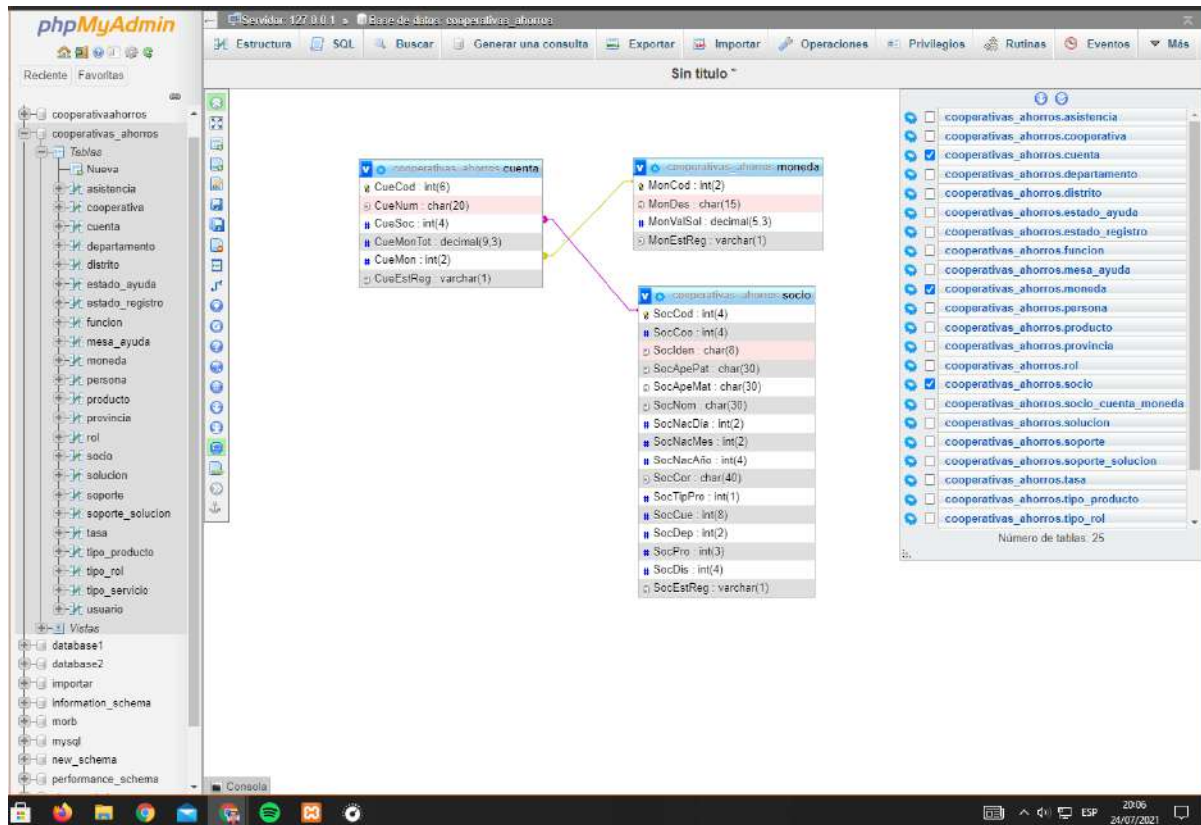 phpMyAdmin
Reciente Favoritas
cooperativaahorros
cooperativas_ahorros
Tablas
Nueva
asistencia
cooperativa
cuenta
departamento
distrito
estado_ayuda
estado_registro
funcion
mesa_ayuda
moneda
persona
producto
provincia
rol
socio
solucion
soporte
soporte_solucion
tasa
tipo_producto
tipo_rol
tipo_servicio
usuario
Vistas
database1
database2
importar
information_schema
morb
mysql
new_schema
performance_schema
Servidor: 127.0.0.1 » Base de datos: cooperativas_ahorros
Estructura SQL Buscar Generar una consulta Exportar Importar Operaciones Privilegios Rutinas Eventos Más
Sin título *
cooperativas_ahorros cuenta
CueCod : int(6)
CueNum : char(20)
CueSoc : int(4)
CueMonTot : decimal(9,3)
CueMon : int(2)
CueEstReg : varchar(1)
cooperativas_ahorros moneda
MonCod : int(2)
MonDes : char(15)
MonValSol : decimal(5,3)
MonEstReg : varchar(1)
cooperativas_ahorros socio
SocCod : int(4)
SocCoo : int(4)
SocIden : char(8)
SocApePat : char(30)
SocApeMat : char(30)
SocNom : char(30)
SocNacDia : int(2)
SocNacMes : int(2)
SocNacAño : int(4)
SocCor : char(40)
SocTipPro : int(1)
SocCue : int(8)
SocDep : int(2)
SocPro : int(3)
SocDis : int(4)
SocEstReg : varchar(1)
cooperativas_ahorros.asistencia
cooperativas_ahorros.cooperativa
cooperativas_ahorros.cuenta
cooperativas_ahorros.departamento
cooperativas_ahorros.distrito
cooperativas_ahorros.estado_ayuda
cooperativas_ahorros.estado_registro
cooperativas_ahorros.funcion
cooperativas_ahorros.mesa_ayuda
cooperativas_ahorros.moneda
cooperativas_ahorros.persona
cooperativas_ahorros.producto
cooperativas_ahorros.provincia
cooperativas_ahorros.rol
cooperativas_ahorros.socio
cooperativas_ahorros.socio_cuenta_moneda
cooperativas_ahorros.solucion
cooperativas_ahorros.soporte
cooperativas_ahorros.soporte_solucion
cooperativas_ahorros.tasa
cooperativas_ahorros.tipo_producto
cooperativas_ahorros.tipo_rol
Número de tablas: 25
Consola
ESP
20:06
24/07/2021